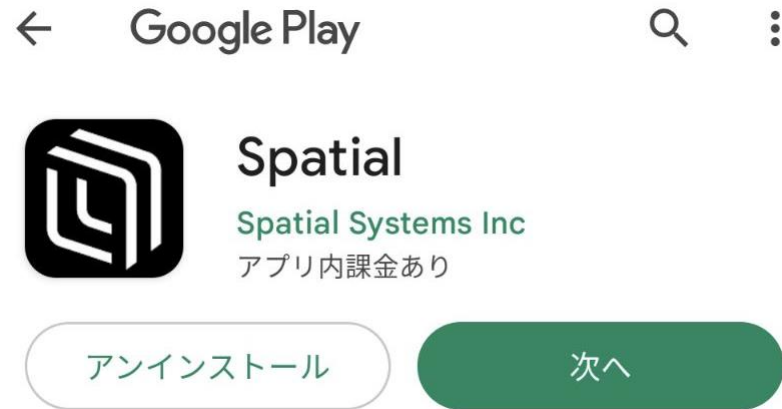 Google Play
Spatial
Spatial Systems Inc
アプリ内課金あり
アンインストール
次へ